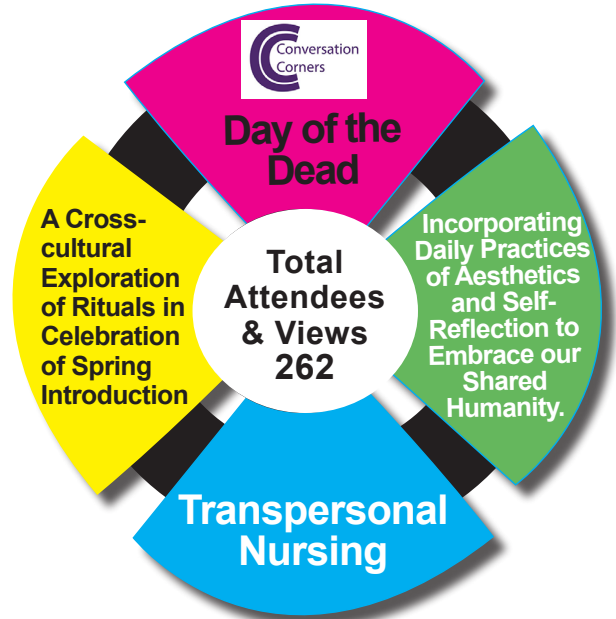 Conversation
Corners
Day of the
Dead
A Cross-
cultural
Exploration
of Rituals in
Celebration
of Spring
Introduction
Total
Attendees
& Views
262
Incorporating
Daily Practices
of Aesthetics
and Self-
Reflection to
Embrace our
Shared
Humanity.
Transpersonal
Nursing